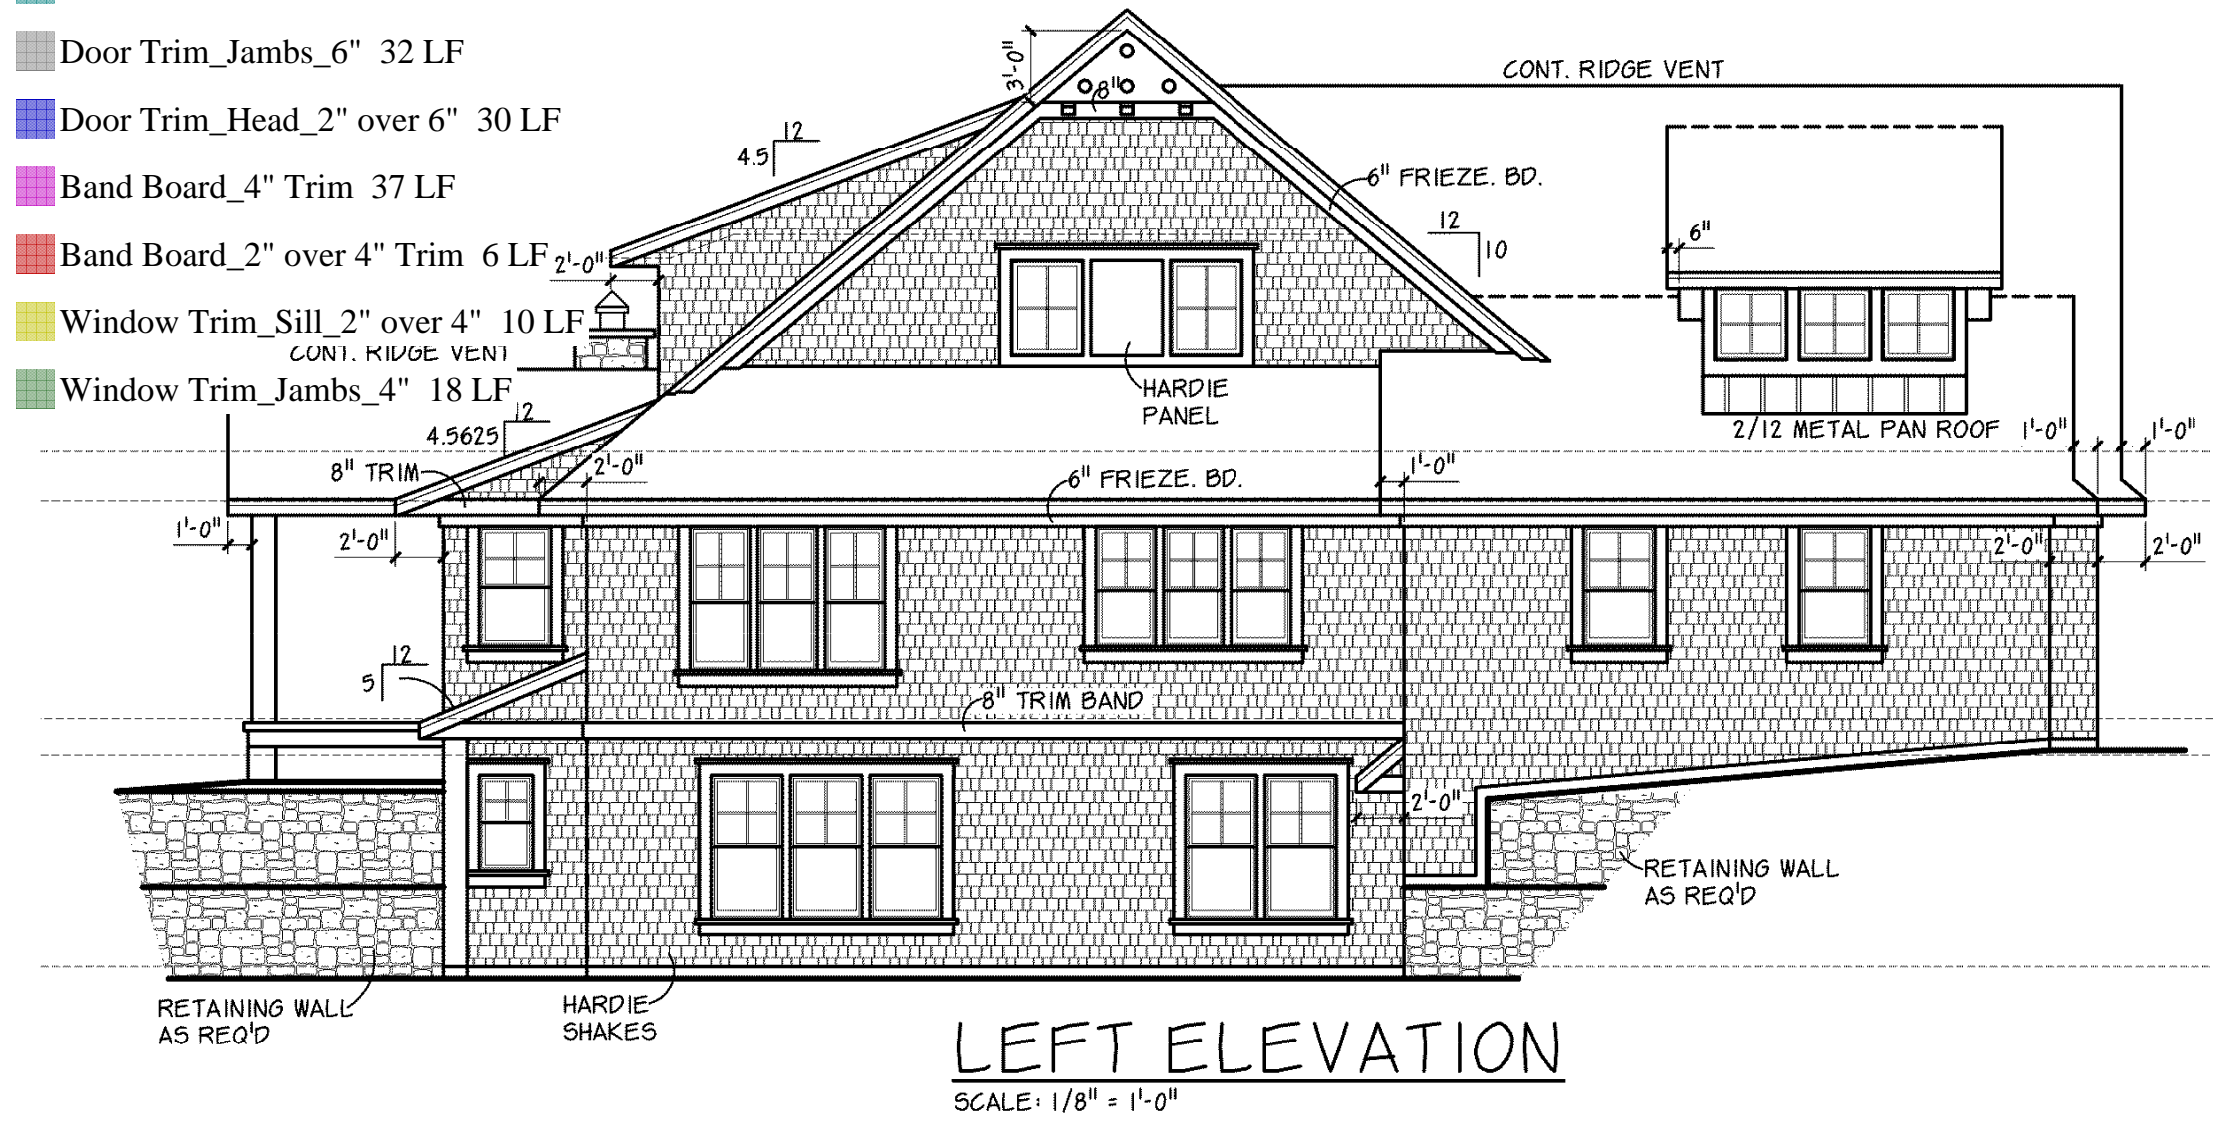 Door Trim_Jambs_6"  32 LF
Door Trim_Head_2" over 6"  30 LF
Band Board_4" Trim  37 LF
Band Board_2" over 4" Trim  6 LF
Window Trim_Sill_2" over 4"  10 LF
Window Trim_Jambs_4"  18 LF
3'-0"
8"
CONT. RIDGE VENT
12
4.5
6" FRIEZE. BD.
12
10
6"
2'-0"
CONT. RIDGE VENT
HARDIE
PANEL
2/12 METAL PAN ROOF
1'-0"
1'-0"
12
4.5625
8" TRIM
2'-0"
6" FRIEZE. BD.
1'-0"
1'-0"
2'-0"
2'-0"
2'-0"
12
5
8" TRIM BAND
2'-0"
RETAINING WALL
AS REQ'D
RETAINING WALL
AS REQ'D
HARDIE
SHAKES
LEFT ELEVATION
SCALE: 1/8" = 1'-0"